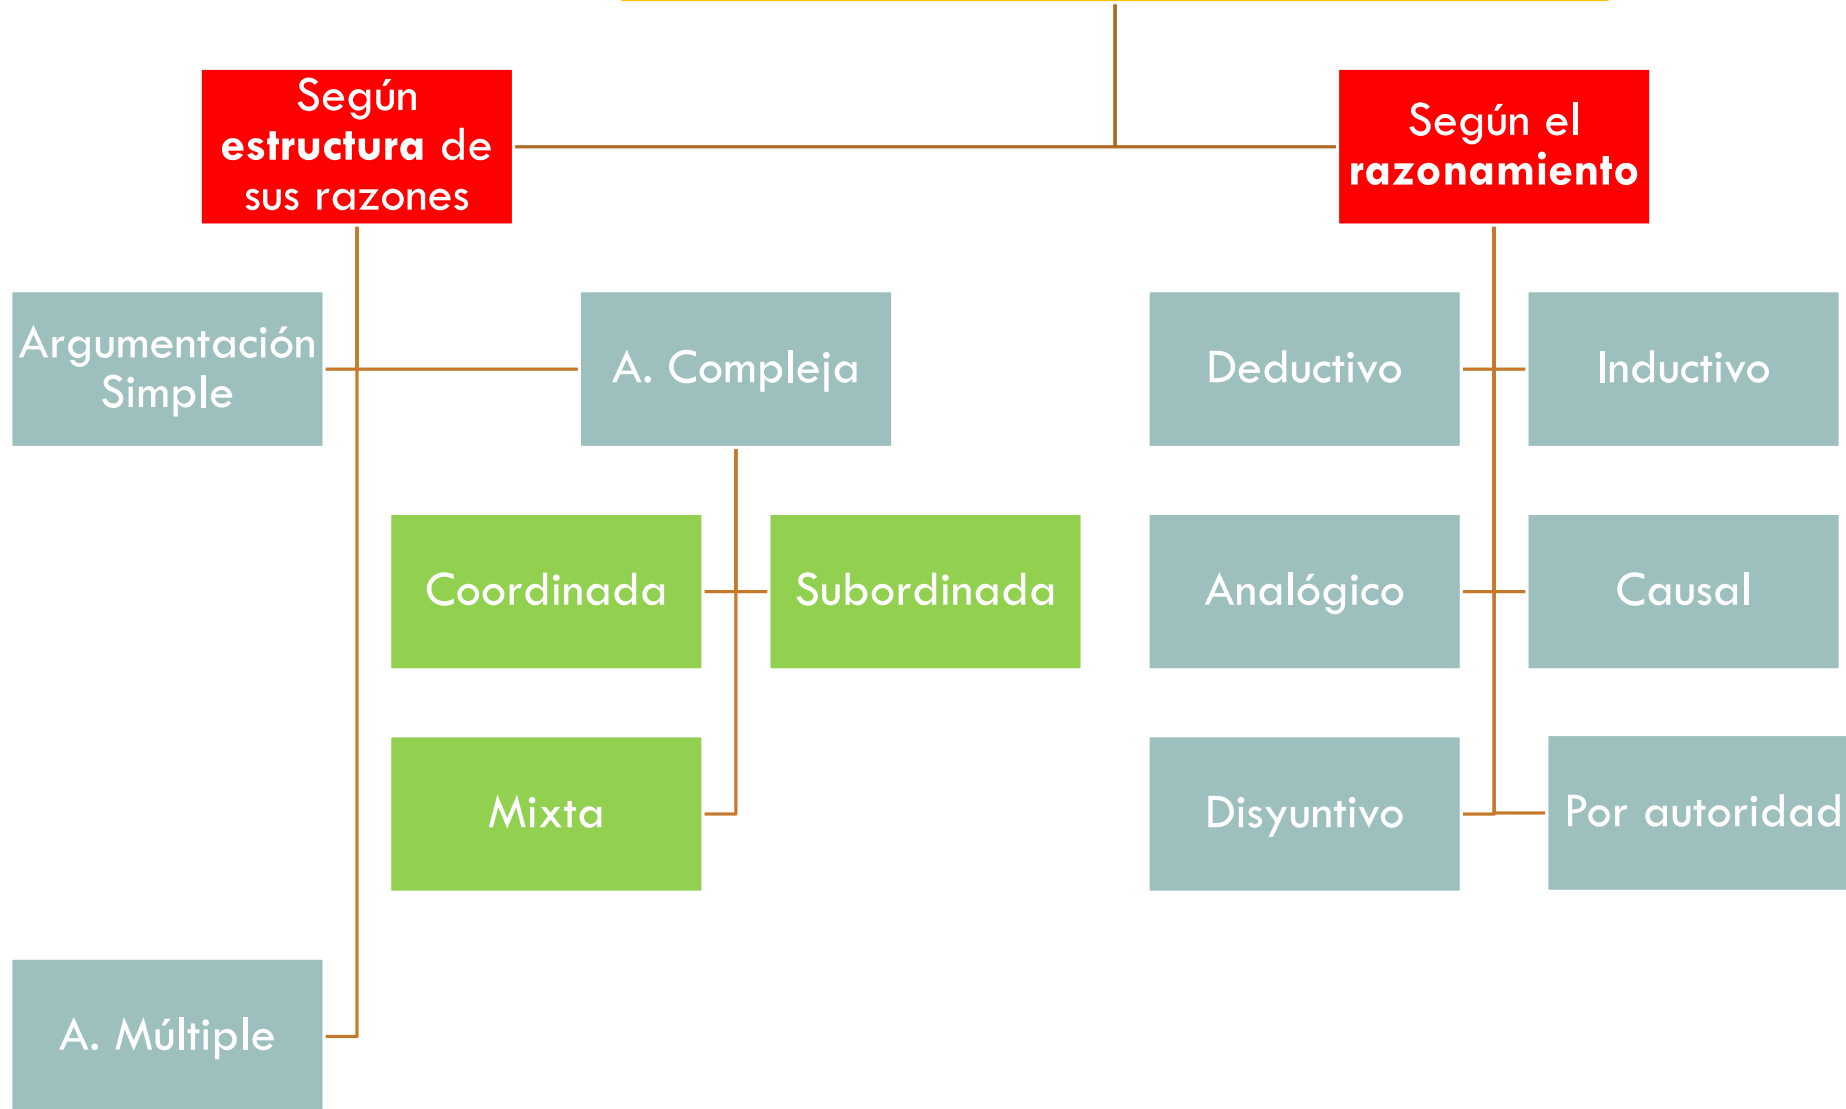 Según
estructura de
sus razones
Según el
razonamiento
Argumentación
Simple
A. Compleja
Deductivo
Inductivo
Coordinada
Subordinada
Analógico
Causal
Mixta
Disyuntivo
Por autoridad
A. Múltiple